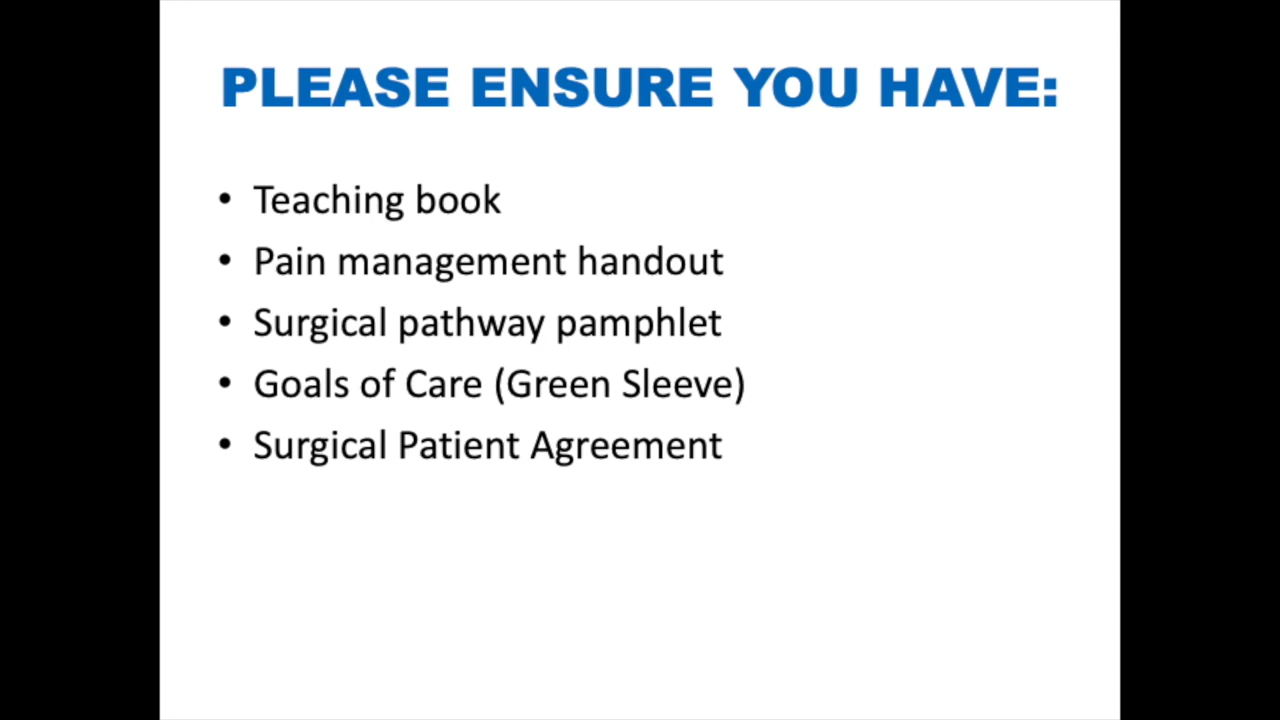 PLEASE ENSURE YOU HAVE:
• Teaching book
• Pain management handout
• Surgical pathway pamphlet
• Goals of Care (Green Sleeve)
• Surgical Patient Agreement